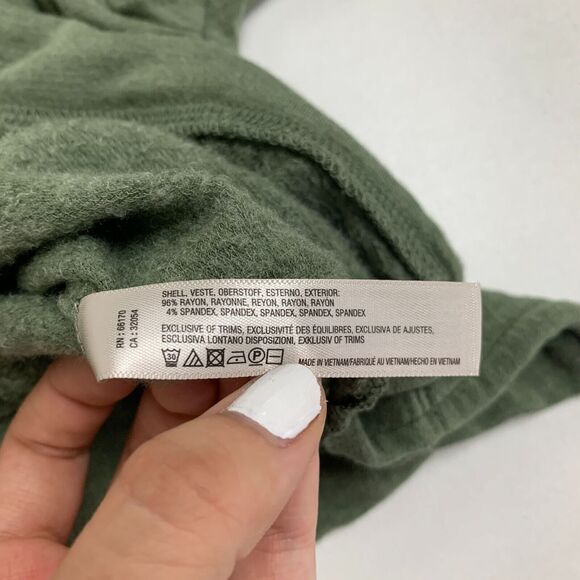 RN : 66170
CA : 32054
SHELL, VESTE, OBERSTOFF, ESTERNO, EXTERIOR:
96% RAYON, RAYONNE, REYON, RAYON, RAYON
4% SPANDEX, SPANDEX, SPANDEX, SPANDEX, SPANDEX
EXCLUSIVE OF TRIMS, EXCLUSIVITÉ DES ÉQUILIBRES, EXCLUSIVA DE AJUSTES,
ESCLUSIVA LONTANO DISPOSIZIONI, EXKLUSIV OF TRIMS
30 P MADE IN VIETNAM/FABRIQUÉ AU VIETNAM/HECHO EN VIETNAM